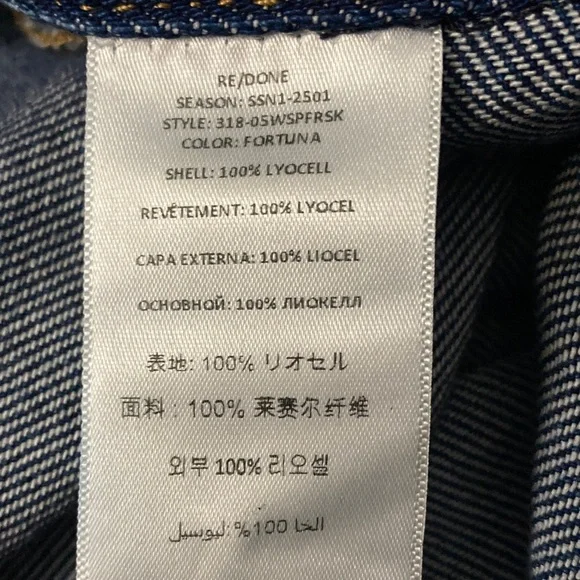 RE/DONE
SEASON: SSN1-2501
STYLE: 318-05WSPFRSK
COLOR: FORTUNA
SHELL: 100% LYOCELL
REVÊTEMENT: 100% LYOCEL
CAPA EXTERNA: 100% LIOCEL
ОСНОВНОЙ: 100% ЛИОКЕЛЛ
表地: 100% リオセル
面料: 100% 莱赛尔纤维
외부 100% 리오셀
100%: ليوسيل